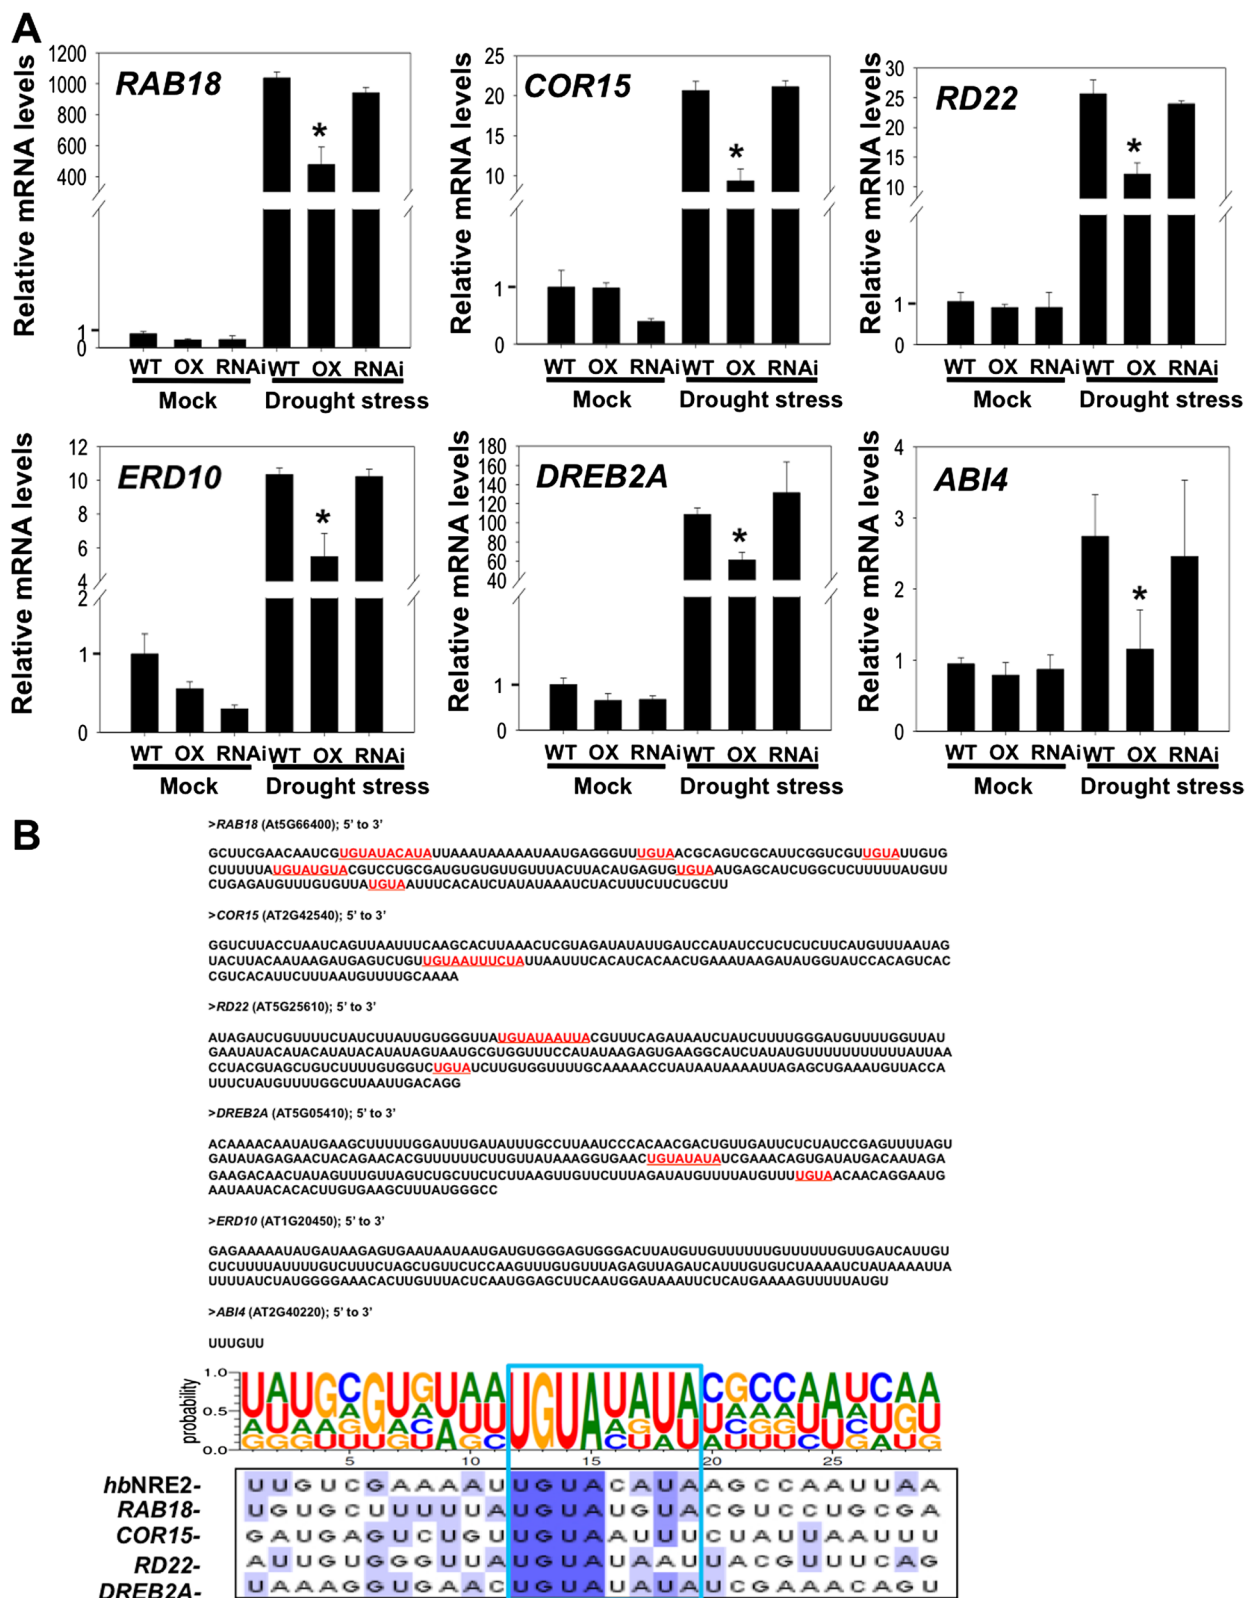 A
RAB18
Relative mRNA levels
1200
1000
800
600
400
1
0
WT OX RNAi WT OX RNAi
Mock Drought stress
COR15
Relative mRNA levels
25
20
15
10
1
0
WT OX RNAi WT OX RNAi
Mock Drought stress
RD22
Relative mRNA levels
30
25
20
15
10
1
0
WT OX RNAi WT OX RNAi
Mock Drought stress
ERD10
Relative mRNA levels
12
10
8
6
4
2
1
0
WT OX RNAi WT OX RNAi
Mock Drought stress
DREB2A
Relative mRNA levels
180
160
140
120
100
80
60
40
1
0
WT OX RNAi WT OX RNAi
Mock Drought stress
ABI4
Relative mRNA levels
4
3
2
1
0
WT OX RNAi WT OX RNAi
Mock Drought stress
B
>RAB18 (At5G66400); 5' to 3'
GCUUCGAACAAUCGUGUAUACAUAUUAAAUAAAAAUAAUGAGGGUUUGUAACGCAGUCGCAUUCGGUCGUUGUAUUGUG
CUUUUUAUGUAUGUACGUCCUGCGAUGUGUGUUGUUUACUUACAUGAGUGUGUAAUGAGCAUCUGGCUCUUUUUAUGUU
CUGAGAUGUUUGUGUUAUGUAAUUUCACAUCUAUAUAAAUCUACUUUCUUCUGCUU
>COR15 (AT2G42540); 5' to 3'
GGUCUUACCUAAUCAGUUAAUUUCAAGCACUUAAACUCGUAGAUAUAUUGAUCCAUAUCCUCUCUCUUCAUGUUUAAUAG
UACUUACAAUAAGAUGAGUCUGUUGUAAUUUCUAUUAAUUUCACAUCACAACUGAAAUAAGAUAUGGUAUCCACAGUCAC
CGUCACAUUCUUUAAUGUUUUGCAAAA
>RD22 (AT5G25610); 5' to 3'
AUAGAUCUGUUUUCUAUCUUAUUGUGGGUUAUGUAUAAUUACGUUUCAGAUAAUCUAUCUUUUGGGAUGUUUUGGUUAU
GAAUAUACAUACAUAUACAUAUAGUAAUGCGUGGUUUCCAUAUAAGAGUGAAGGCAUCUAUAUGUUUUUUUUUUUAUUAA
CCUACGUAGCUGUCUUUUGUGGUCUGUAUCUUGUGGUUUUGCAAAAACCUAUAAUAAAAUUAGAGCUGAAAUGUUACCA
UUUCUAUGUUUUGGCUUAAUUGACAGG
>DREB2A (AT5G05410); 5' to 3'
ACAAAACAAUAUGAAGCUUUUUGGAUUUGAUAUUUGCCUUAAUCCCACAACGACUGUUGAUUCUCUAUCCGAGUUUUAGU
GAUAUAGAGAACUACAGAACACGUUUUUUCUUGUUAUAAAGGUGAACUGUAUAUAUCGAAACAGUGAUAUGACAAUAGA
GAAGACAACUAUAGUUUGUUAGUCUGCUUCUCUUAAGUUGUUCUUUAGAUAUGUUUUAUGUUUUGUAACAACAGGAAUG
AAUAAUACACACUUGUGAAGCUUUAUGGGCC
>ERD10 (AT1G20450); 5' to 3'
GAGAAAAAUAUGAUAAGAGUGAAUAAUAAUGAUGUGGGAGUGGGACUUAUGUUGUUUUUUGUUUUUUGUUGAUCAUUGU
CUCUUUUAUUUUGUCUUUCUAGCUGUUCUCCAAGUUUGUGUUUAGAGUUAGAUCAUUUGUGUCUAAAAUCUAUAAAAUUA
UUUUAUCUAUGGGGAAACACUUGUUUACUCAAUGGAGCUUCAAUGGAUAAAUUCUCAUGAAAAGUUUUUAUGU
>ABI4 (AT2G40220); 5' to 3'
UUUGUU
probability
1.0
0.5
0.0
5 10 15 20 25
hbNRE2- UUGUCGAAAAUUGUACAUAAGCCAAUUAA
RAB18- UGUGCUUUUUAUGUAUGUACGUCCUGCGA
COR15- GAUGAGUCUGUUGUAAUUUCUAUUAAUUU
RD22- AUUGUGGGUUAUGUAUAAUUACGUUUCAG
DREB2A- UAAAGGUGAACUGUAUAUAUCGAAACAGU